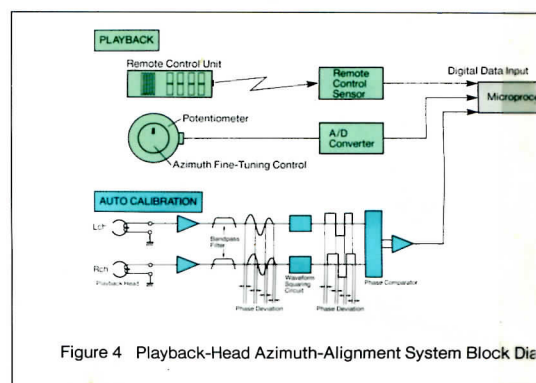 PLAYBACK
Remote Control Unit
Remote
Control
Sensor
Digital Data Input
Microproce
Potentiometer
A/D
Converter
Azimuth Fine-Tuning Control
AUTO CALIBRATION
Lch
Bandpass
Filter
Rch
Playback Head
Waveform
Squaring
Circuit
Phase Comparator
Phase Deviation
Phase Deviation
Figure 4 Playback-Head Azimuth-Alignment System Block Dia